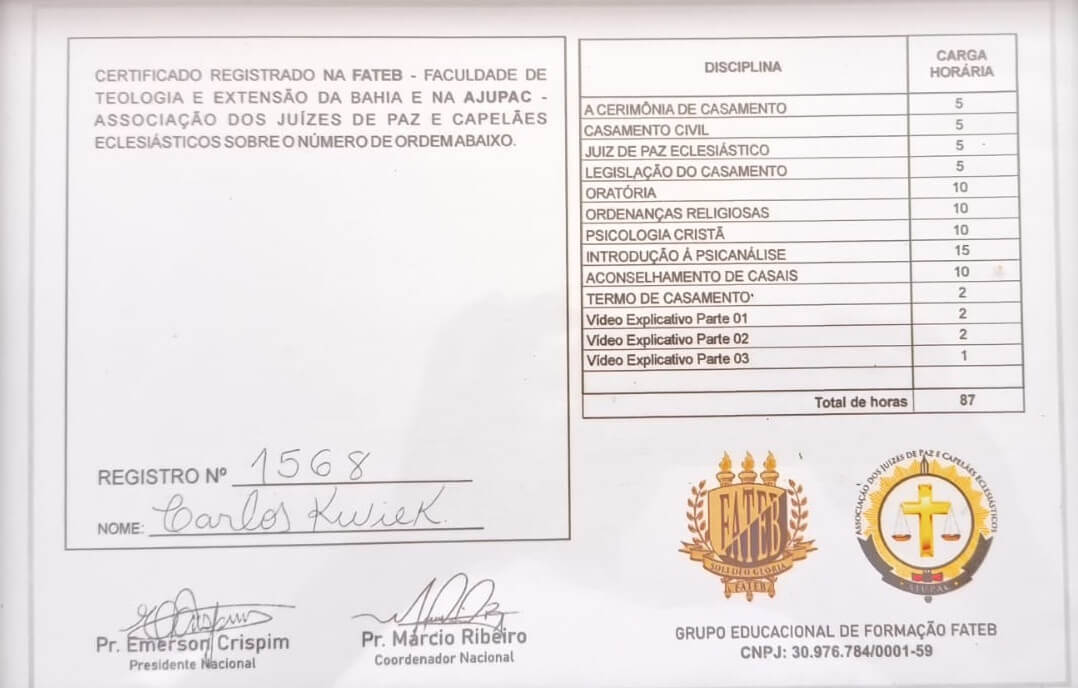 CERTIFICADO REGISTRADO NA FATEB - FACULDADE DE
TEOLOGIA E EXTENSÃO DA BAHIA E NA AJUPAC -
ASSOCIAÇÃO DOS JUÍZES DE PAZ E CAPELÃES
ECLESIÁSTICOS SOBRE O NÚMERO DE ORDEM ABAIXO.
REGISTRO Nº 1568
NOME: Carlos Kwiek.
DISCIPLINA CARGA HORÁRIA
A CERIMÔNIA DE CASAMENTO 5
CASAMENTO CIVIL 5
JUIZ DE PAZ ECLESIÁSTICO 5
LEGISLAÇÃO DO CASAMENTO 5
ORATÓRIA 10
ORDENANÇAS RELIGIOSAS 10
PSICOLOGIA CRISTÃ 10
INTRODUÇÃO Á PSICANÁLISE 15
ACONSELHAMENTO DE CASAIS 10
TERMO DE CASAMENTO 2
Vídeo Explicativo Parte 01 2
Vídeo Explicativo Parte 02 2
Vídeo Explicativo Parte 03 1
Total de horas 87
Pr. Emerson Crispim
Presidente Nacional
Pr. Márcio Ribeiro
Coordenador Nacional
FATEB
SOLI DEO GLORIA
FATEB
ASSOCIAÇÃO DOS JUÍZES DE PAZ E CAPELÃES ECLESIÁSTICOS
AJUPAC
GRUPO EDUCACIONAL DE FORMAÇÃO FATEB
CNPJ: 30.976.784/0001-59